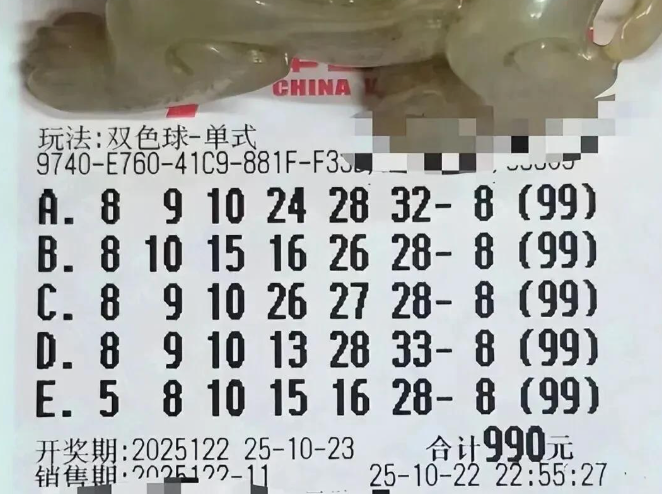 CHINA
玩法:双色球-单式
9740-E760-41C9-881F-F33
A. 8 9 10 24 28 32- 8 (99)
B. 8 10 15 16 26 28- 8 (99)
C. 8 9 10 26 27 28- 8 (99)
D. 8 9 10 13 28 33- 8 (99)
E. 5 8 10 15 16 28- 8 (99)
开奖期:2025122 25-10-23 合计990元
销售期:2025122-11 25-10-22 22:55:27